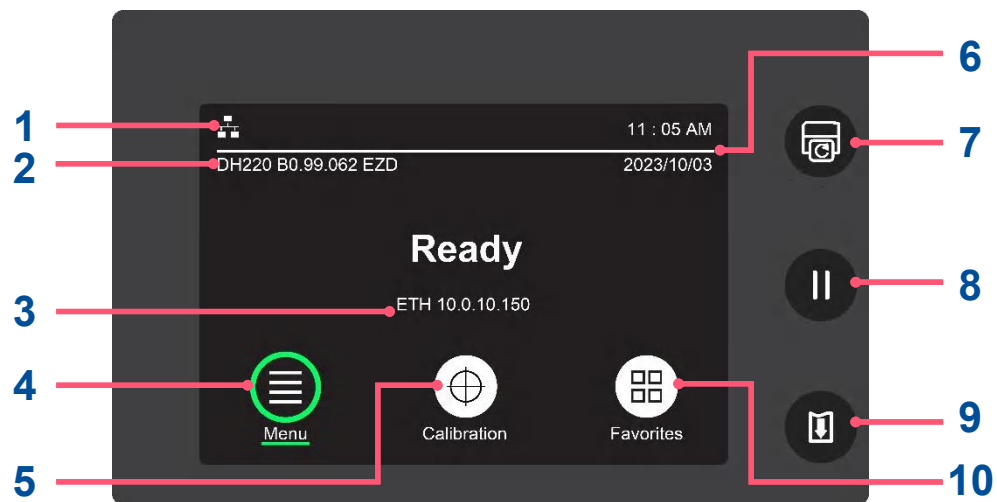 1
11 : 05 AM
6
7
2
DH220 B0.99.062 EZD
2023/10/03
Ready
3
ETH 10.0.10.150
8
4
Menu
5
Calibration
Favorites
9
10